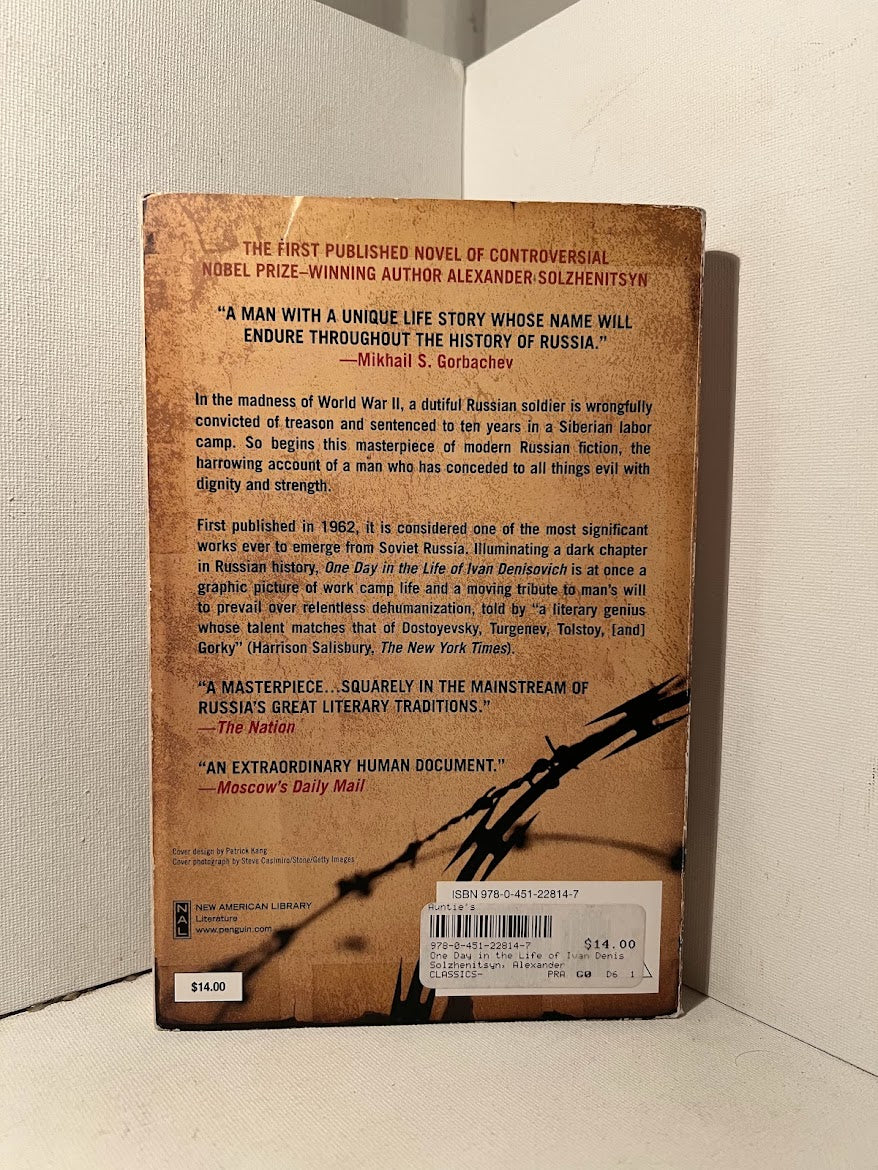 THE FIRST PUBLISHED NOVEL OF CONTROVERSIAL
NOBEL PRIZE–WINNING AUTHOR ALEXANDER SOLZHENITSYN
“A MAN WITH A UNIQUE LIFE STORY WHOSE NAME WILL
ENDURE THROUGHOUT THE HISTORY OF RUSSIA.”
—Mikhail S. Gorbachev
In the madness of World War II, a dutiful Russian soldier is wrongfully
convicted of treason and sentenced to ten years in a Siberian labor
camp. So begins this masterpiece of modern Russian fiction, the
harrowing account of a man who has conceded to all things evil with
dignity and strength.
First published in 1962, it is considered one of the most significant
works ever to emerge from Soviet Russia. Illuminating a dark chapter
in Russian history, One Day in the Life of Ivan Denisovich is at once a
graphic picture of work camp life and a moving tribute to man's will
to prevail over relentless dehumanization, told by “a literary genius
whose talent matches that of Dostoyevsky, Turgenev, Tolstoy, [and]
Gorky” (Harrison Salisbury, The New York Times).
“A MASTERPIECE...SQUARELY IN THE MAINSTREAM OF
RUSSIA'S GREAT LITERARY TRADITIONS.”
—The Nation
“AN EXTRAORDINARY HUMAN DOCUMENT.”
—Moscow's Daily Mail
Cover design by Patrick Kang
Cover photograph by Steve Casimiro/Stone/Getty Images
NAL
NEW AMERICAN LIBRARY
Literature
www.penguin.com
$14.00
ISBN 978-0-451-22814-7
Auntie's
978-0-451-22814-7 $14.00
One Day in the Life of Ivan Denis
Solzhenitsyn, Alexander
CLASSICS- PRA G0 D6 1